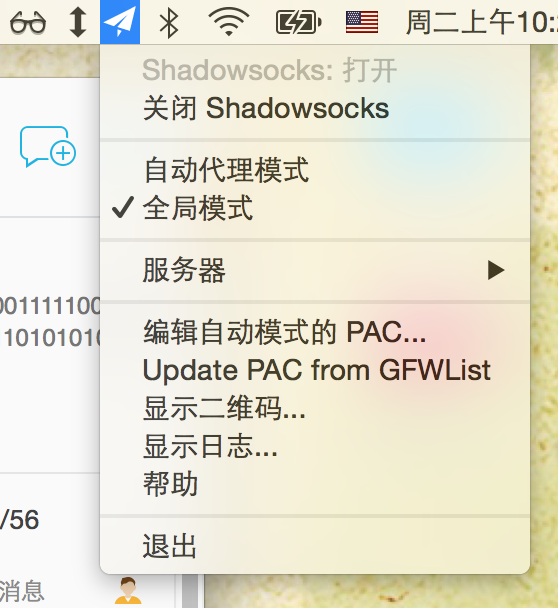 周二上午10:2
Shadowsocks: 打开
关闭 Shadowsocks
自动代理模式
全局模式
服务器
001111100
1101010
编辑自动模式的 PAC...
Update PAC from GFWList
显示二维码...
显示日志...
帮助
/56
退出
消息